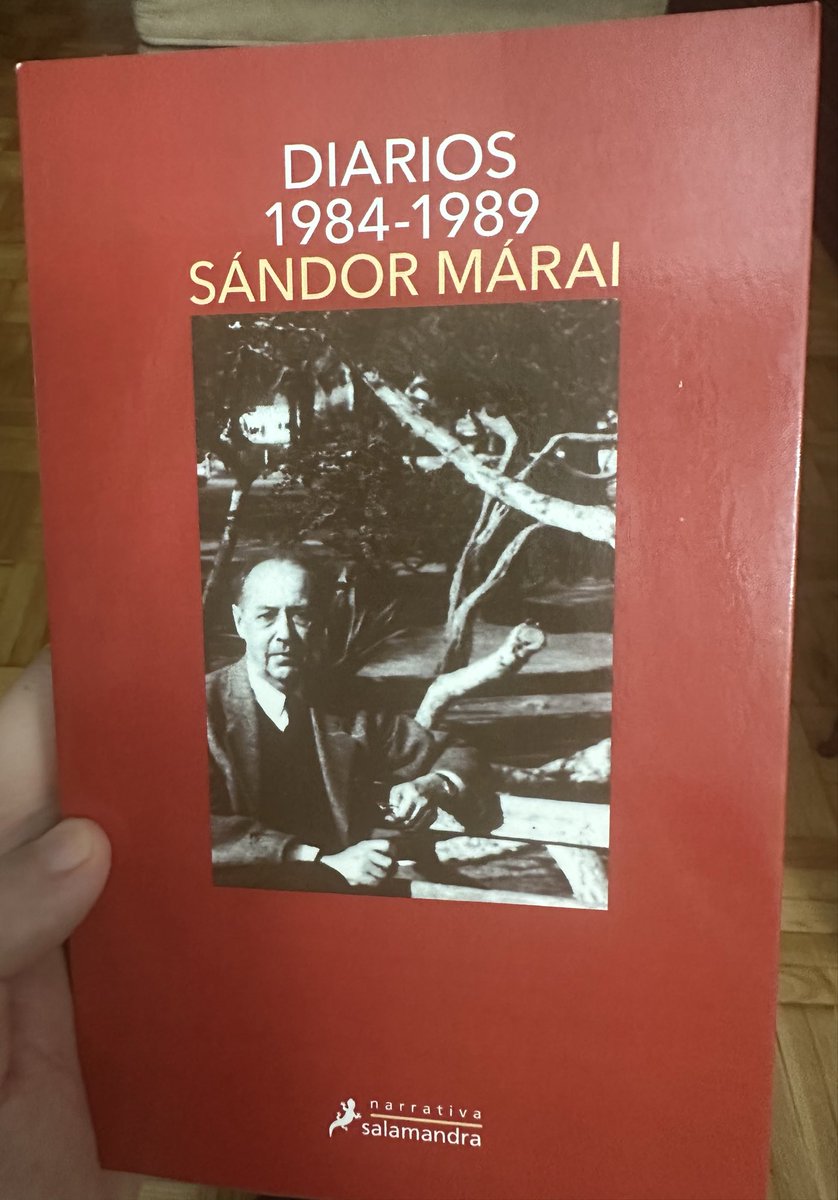 DIARIOS
1984-1989
SÁNDOR MÁRAI
narrativa
salamandra